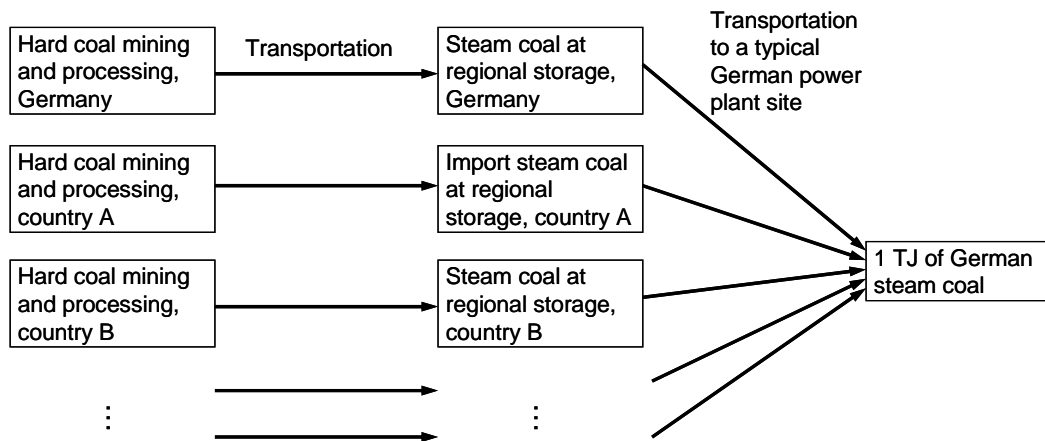 Hard coal mining
and processing,
Germany
Transportation
Steam coal at
regional storage,
Germany
Transportation
to a typical
German power
plant site
Hard coal mining
and processing,
country A
Import steam coal
at regional
storage, country A
1 TJ of German
steam coal
Hard coal mining
and processing,
country B
Steam coal at
regional storage,
country B
⋮
⋮